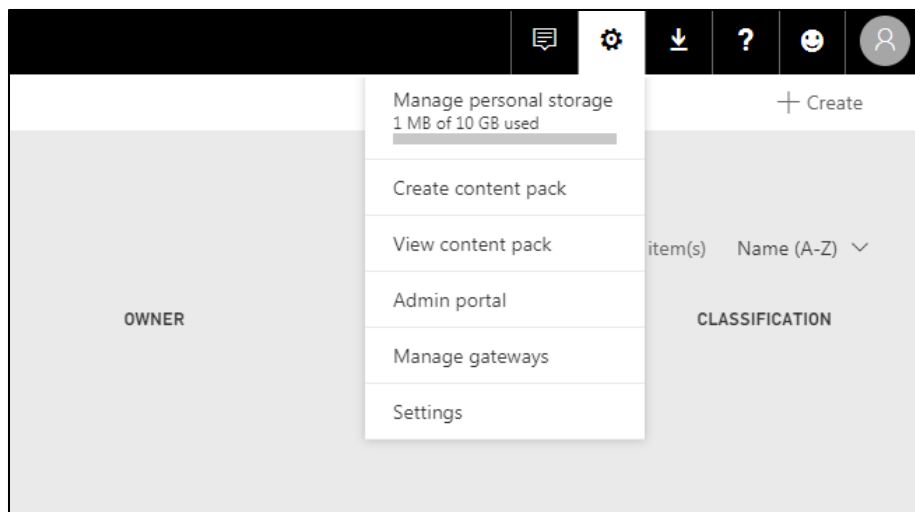 ?
Manage personal storage
1 MB of 10 GB used
Create
Create content pack
View content pack
item(s) Name (A-Z)
Admin portal
OWNER
CLASSIFICATION
Manage gateways
Settings